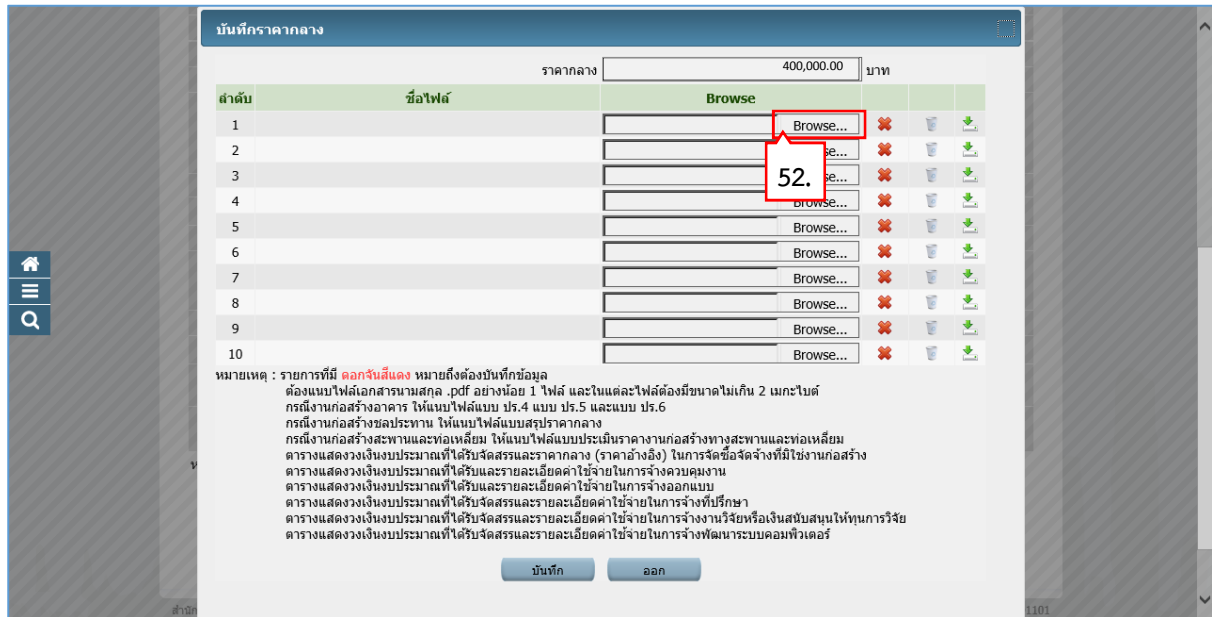 บันทึกราคากลาง
ราคากลาง 400,000.00 บาท
ลำดับ ชื่อไฟล์ Browse
1 Browse...
2 se...
52.
3 se...
4 Browse...
5 Browse...
6 Browse...
7 Browse...
8 Browse...
9 Browse...
10 Browse...
หมายเหตุ : รายการที่มี ดอกจันสีแดง หมายถึงต้องบันทึกข้อมูล
ต้องแนบไฟล์เอกสารนามสกุล .pdf อย่างน้อย 1 ไฟล์ และในแต่ละไฟล์ต้องมีขนาดไม่เกิน 2 เมกะไบต์
กรณีงานก่อสร้างอาคาร ให้แนบไฟล์แบบ ปร.4 แบบ ปร.5 และแบบ ปร.6
กรณีงานก่อสร้างชลประทาน ให้แนบไฟล์แบบสรุปราคากลาง
กรณีงานก่อสร้างสะพานและท่อเหลี่ยม ให้แนบไฟล์แบบประเมินราคางานก่อสร้างทางสะพานและท่อเหลี่ยม
ตารางแสดงวงเงินงบประมาณที่ได้รับจัดสรรและราคากลาง (ราคาอ้างอิง) ในการจัดซื้อจัดจ้างที่มิใช่งานก่อสร้าง
ตารางแสดงวงเงินงบประมาณที่ได้รับและรายละเอียดค่าใช้จ่ายในการจ้างควบคุมงาน
ตารางแสดงวงเงินงบประมาณที่ได้รับและรายละเอียดค่าใช้จ่ายในการจ้างออกแบบ
ตารางแสดงวงเงินงบประมาณที่ได้รับจัดสรรและรายละเอียดค่าใช้จ่ายในการจ้างที่ปรึกษา
ตารางแสดงวงเงินงบประมาณที่ได้รับจัดสรรและรายละเอียดค่าใช้จ่ายในการจ้างงานวิจัยหรือเงินสนับสนุนให้ทุนการวิจัย
ตารางแสดงวงเงินงบประมาณที่ได้รับจัดสรรและรายละเอียดค่าใช้จ่ายในการจ้างพัฒนาระบบคอมพิวเตอร์
บันทึก ออก
สำนัก 1101